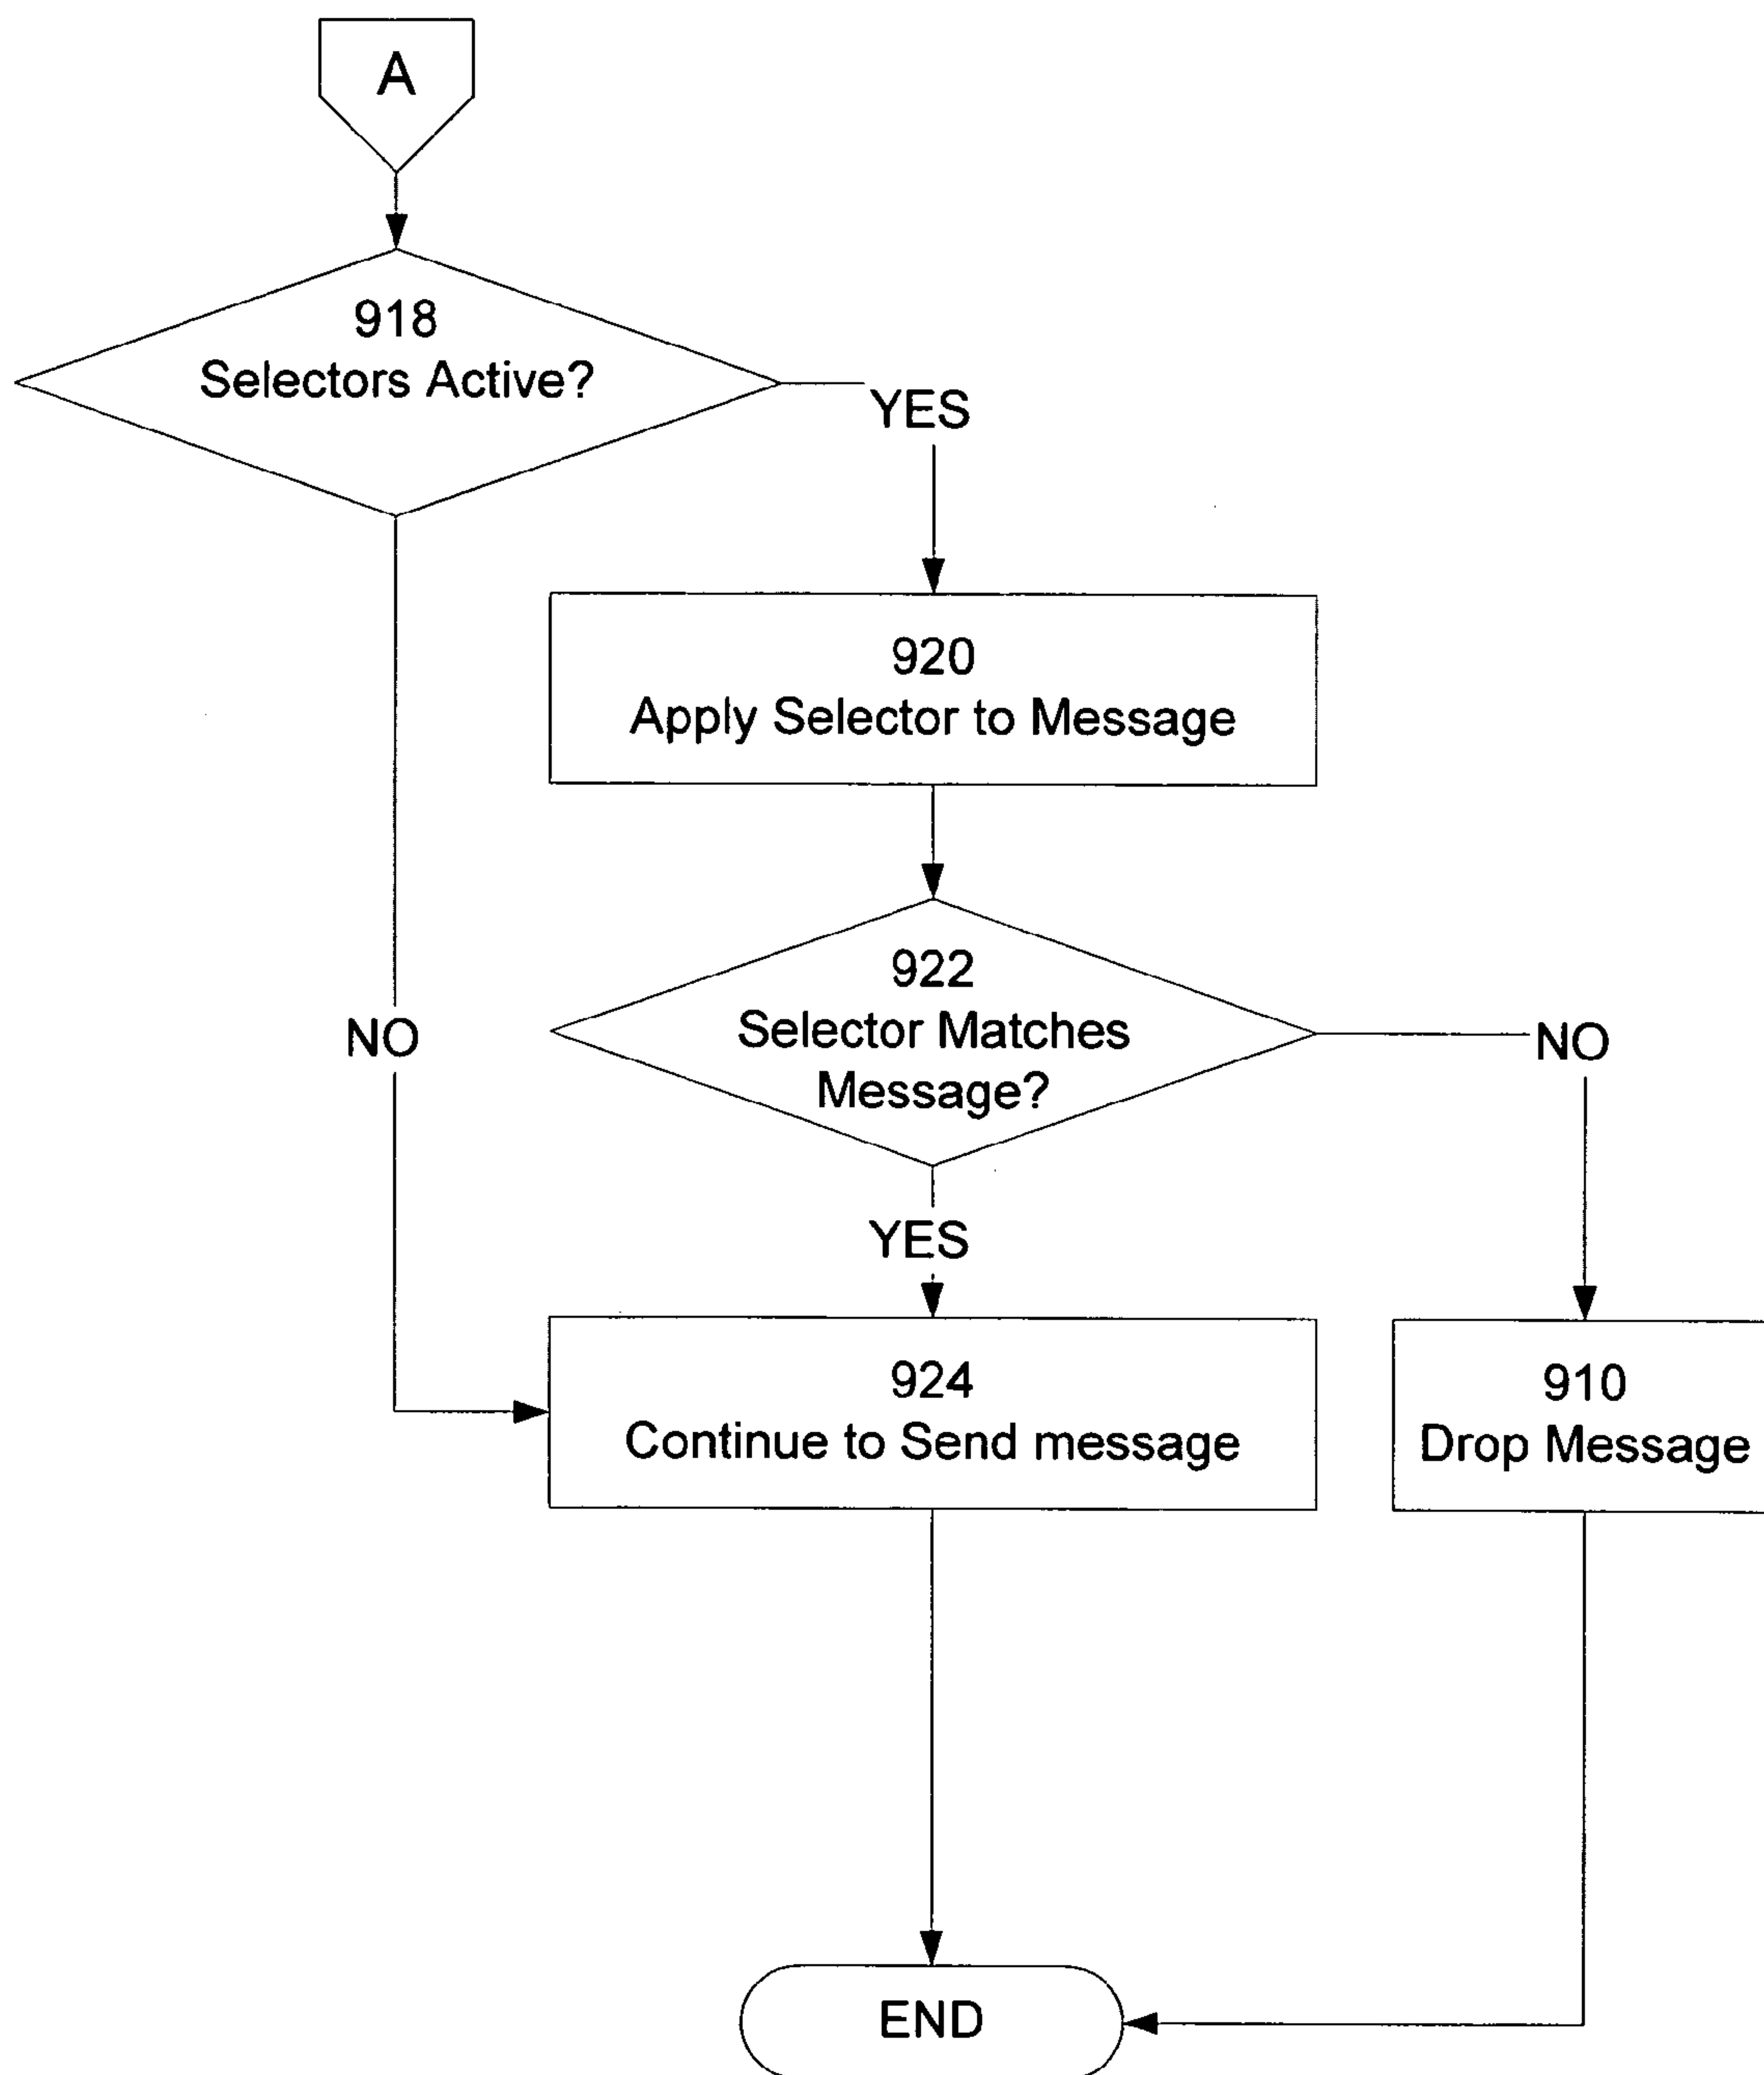 A
918
Selectors Active?
YES
920
Apply Selector to Message
922
Selector Matches
Message?
NO
NO
YES
924
Continue to Send message
910
Drop Message
END